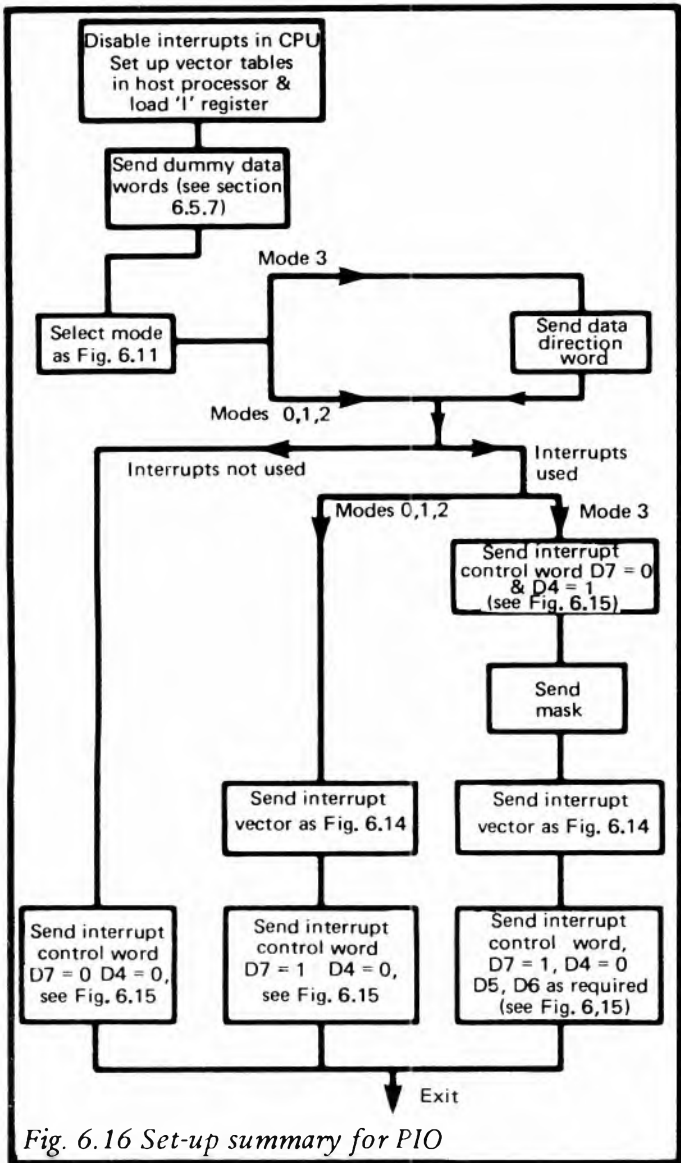 Disable interrupts in CPU
Set up vector tables
in host processor &
load 'I' register
Send dummy data
words (see section
6.5.7)
Mode 3
Select mode
as Fig. 6.11
Send data
direction
word
Modes 0,1,2
Interrupts not used
Interrupts
used
Modes 0,1,2
Mode 3
Send interrupt
control word D7 = 0
& D4 = 1
(see Fig. 6.15)
Send
mask
Send interrupt
vector as Fig. 6.14
Send interrupt
vector as Fig. 6.14
Send interrupt
control word
D7 = 0 D4 = 0,
see Fig. 6.15
Send interrupt
control word
D7 = 1 D4 = 0,
see Fig. 6.15
Send interrupt
control word,
D7 = 1, D4 = 0
D5, D6 as required
(see Fig. 6,15)
Exit
Fig. 6.16 Set-up summary for PIO